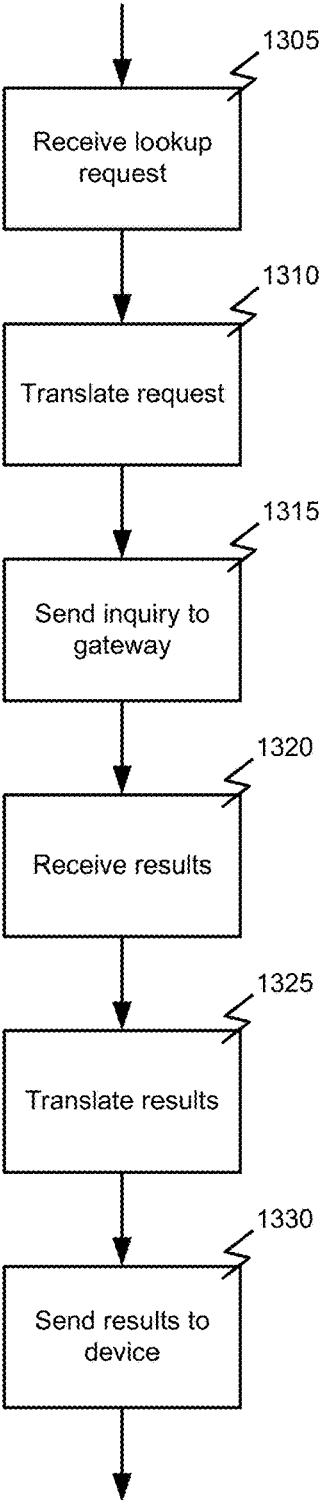 1305
Receive lookup
request
1310
Translate request
1315
Send inquiry to
gateway
1320
Receive results
1325
Translate results
1330
Send results to
device